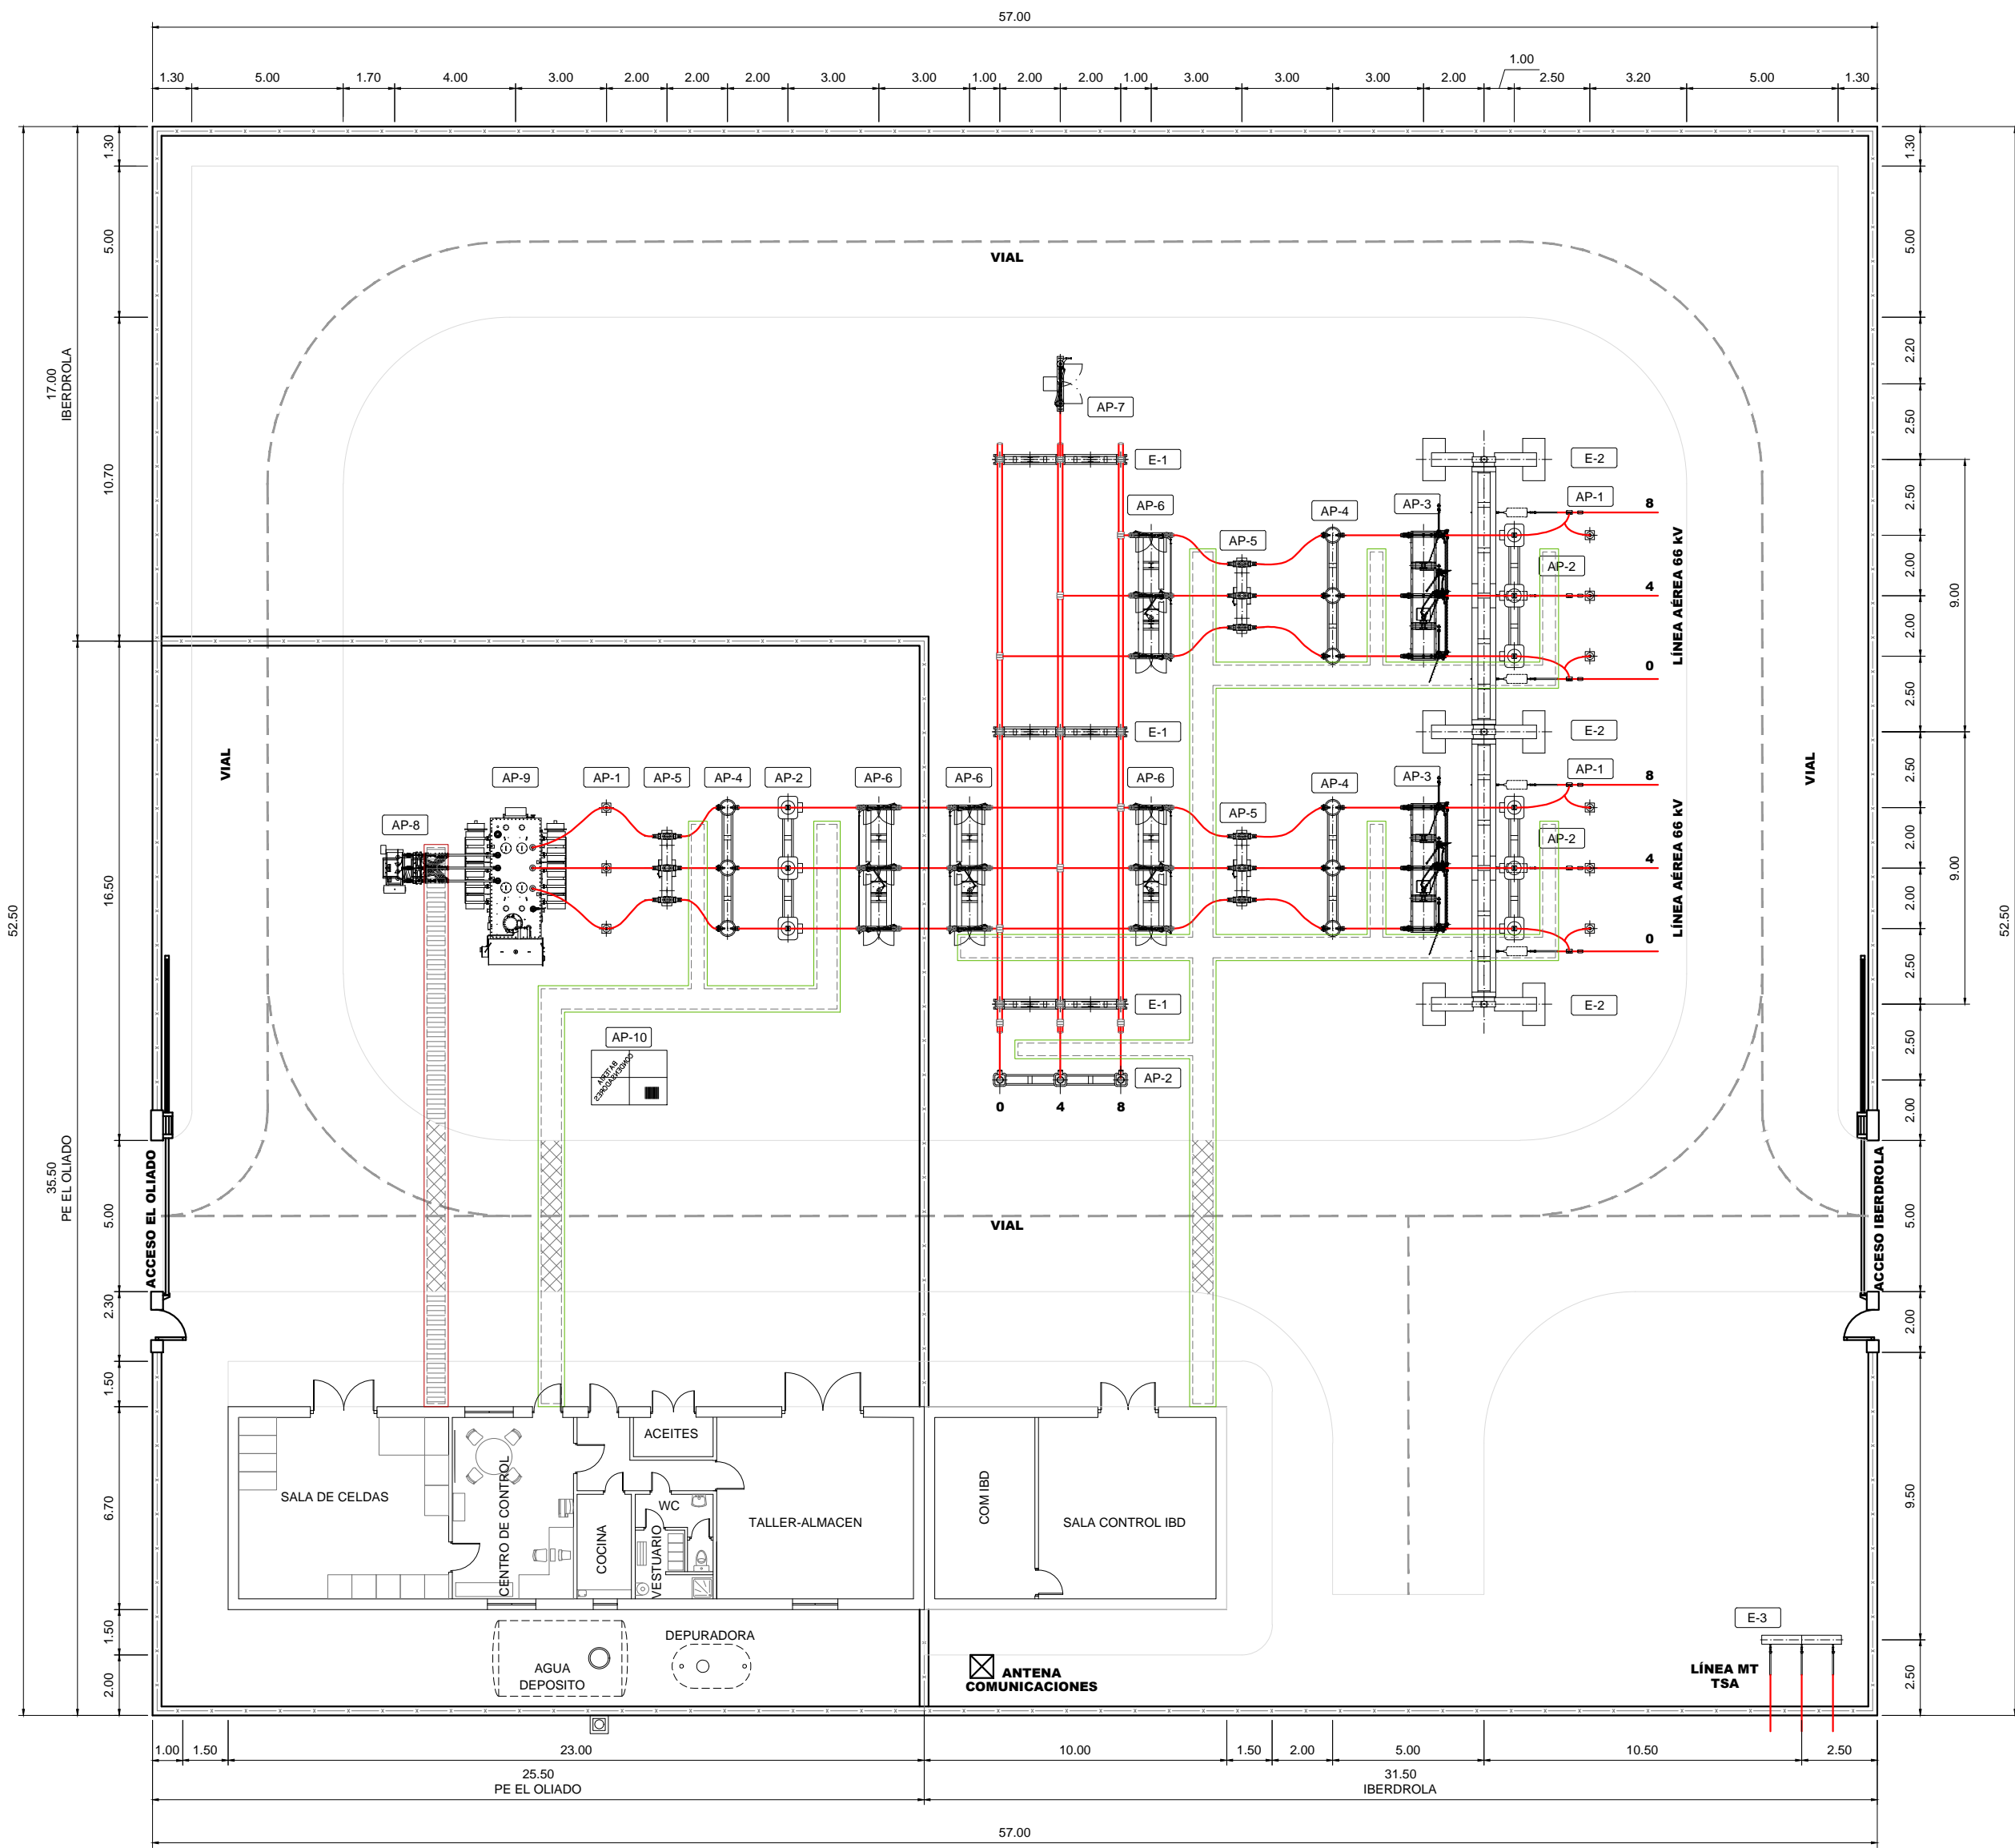 57.00
1.00
1.30 5.00 1.70 4.00 3.00 2.00 2.00 2.00 3.00 3.00 1.00 2.00 2.00 1.00 3.00 3.00 3.00 2.00 2.50 3.20 5.00 1.30
52.50
17.00
IBERDROLA
35.50
PE EL OLIADO
1.30
5.00
10.70
16.50
5.00
2.30
1.50
6.70
1.50
2.00
VIAL
AP-7
E-1
E-2
AP-6
AP-5
AP-4
AP-3
AP-1
8
AP-2
4
0
LÍNEA AÉREA 66 kV
E-1
E-2
VIAL
VIAL
AP-8
AP-9
AP-1
AP-5
AP-4
AP-2
AP-6
AP-6
AP-6
AP-5
AP-4
AP-3
AP-1
8
AP-2
4
0
LÍNEA AÉREA 66 kV
E-1
E-2
AP-10
BATERIA
CONDENSADORES
AP-2
0 4 8
ACCESO EL OLIADO
VIAL
ACCESO IBERDROLA
SALA DE CELDAS
CENTRO DE CONTROL
COCINA
ACEITES
WC
VESTUARIO
TALLER-ALMACEN
COM IBD
SALA CONTROL IBD
AGUA
DEPOSITO
DEPURADORA
ANTENA
COMUNICACIONES
E-3
LÍNEA MT
TSA
1.30
5.00
2.20
2.50
2.50
2.00
2.00
2.50
2.50
2.00
2.00
2.50
2.50
2.00
5.00
2.00
9.50
2.50
9.00
9.00
52.50
1.00 1.50 23.00 10.00 1.50 2.00 5.00 10.50 2.50
25.50
PE EL OLIADO
31.50
IBERDROLA
57.00